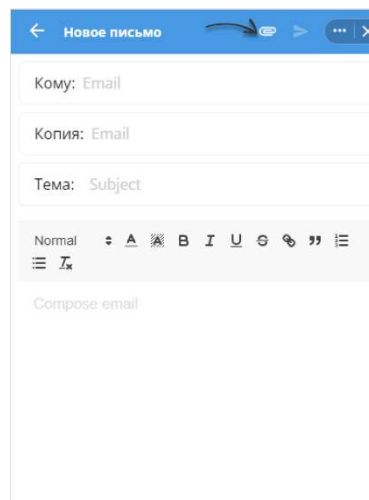 Новое письмо
Кому: Email
Копия: Email
Тема: Subject
Normal A A B I U S
Compose email